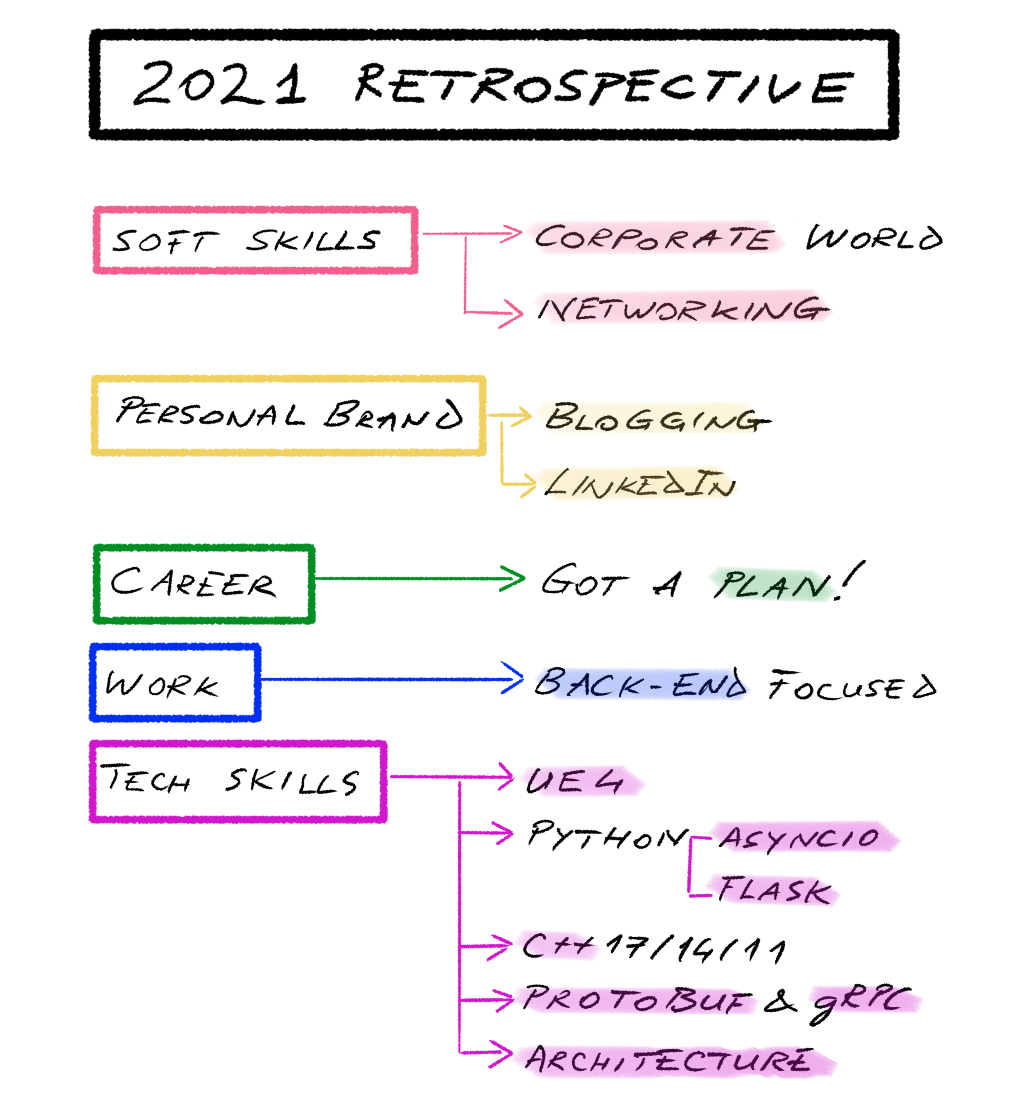 2021 RETROSPECTIVE
SOFT SKILLS
CORPORATE WORLD
NETWORKING
PERSONAL BRAND
BLOGGING
LINKEDIN
CAREER
GOT A PLAN!
WORK
BACK-END FOCUSED
TECH SKILLS
UE4
PYTHON
ASYNCIO
FLASK
C++ 17/14/11
PROTOBUF & gRPC
ARCHITECTURE